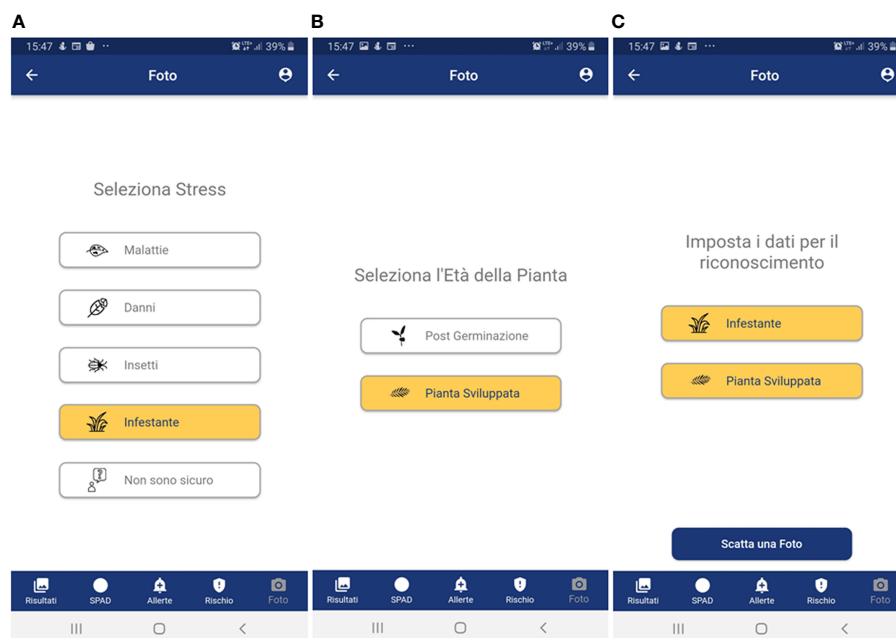 A
15:47 39%
Foto
Seleziona Stress
Malattie
Danni
Insetti
Infestante
Non sono sicuro
Risultati SPAD Allerte Rischio Foto
B
15:47 39%
Foto
Seleziona l'Età della Pianta
Post Germinazione
Pianta Sviluppata
Risultati SPAD Allerte Rischio Foto
C
15:47 39%
Foto
Imposta i dati per il
riconoscimento
Infestante
Pianta Sviluppata
Scatta una Foto
Risultati SPAD Allerte Rischio Foto